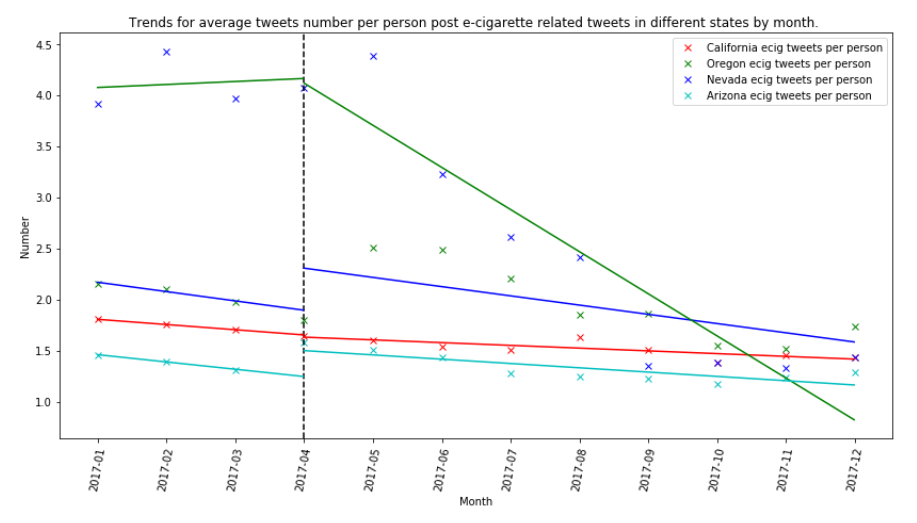 Trends for average tweets number per person post e-cigarette related tweets in different states by month.
California ecig tweets per person
Oregon ecig tweets per person
Nevada ecig tweets per person
Arizona ecig tweets per person
Number
4.5
4.0
3.5
3.0
2.5
2.0
1.5
1.0
2017-01
2017-02
2017-03
2017-04
2017-05
2017-06
2017-07
2017-08
2017-09
2017-10
2017-11
2017-12
Month